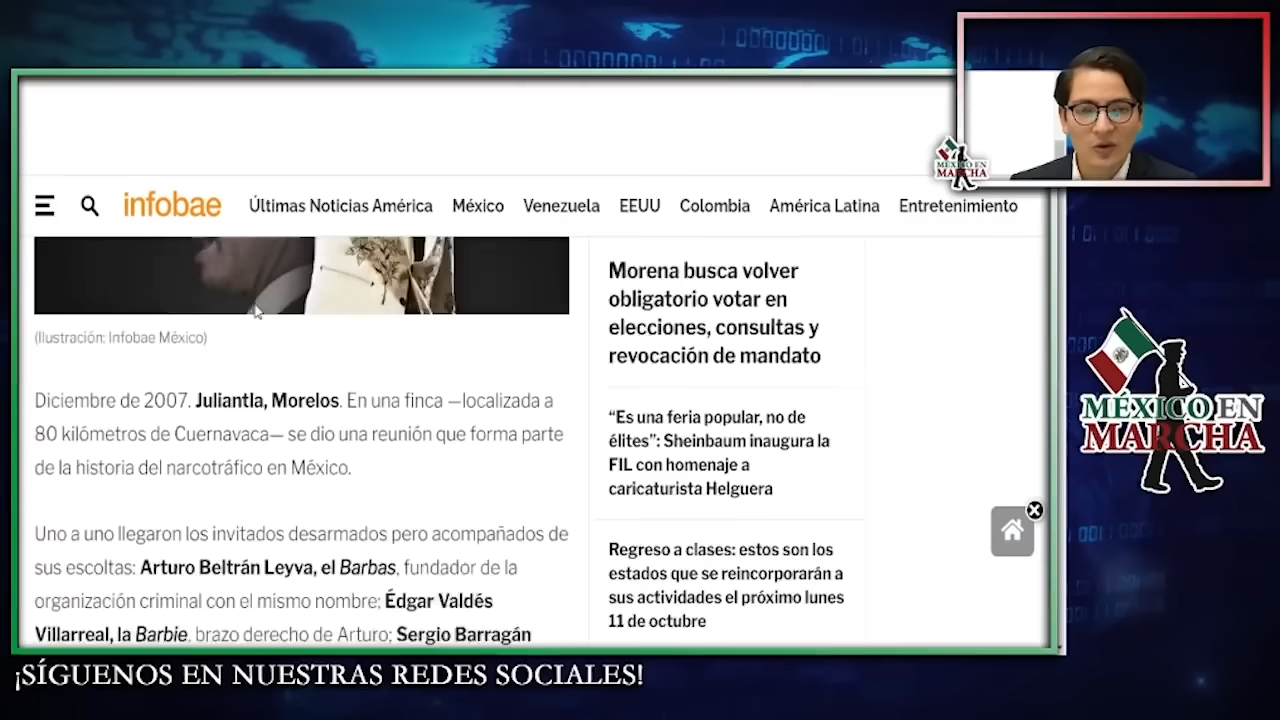 infobae
Últimas Noticias América
México
Venezuela
EEUU
Colombia
América Latina
Entretenimiento
(Ilustración: Infobae México)
Diciembre de 2007. Juliantla, Morelos. En una finca —localizada a
80 kilómetros de Cuernavaca— se dio una reunión que forma parte
de la historia del narcotráfico en México.
Uno a uno llegaron los invitados desarmados pero acompañados de
sus escoltas: Arturo Beltrán Leyva, el Barbas, fundador de la
organización criminal con el mismo nombre; Édgar Valdés
Villarreal, la Barbie, brazo derecho de Arturo; Sergio Barragán
Morena busca volver
obligatorio votar en
elecciones, consultas y
revocación de mandato
“Es una feria popular, no de
élites”: Sheinbaum inaugura la
FIL con homenaje a
caricaturista Helguera
Regreso a clases: estos son los
estados que se reincorporarán a
sus actividades el próximo lunes
11 de octubre
MÉXICO EN
MARCHA
MÉXICO EN
MARCHA
¡SÍGUENOS EN NUESTRAS REDES SOCIALES!